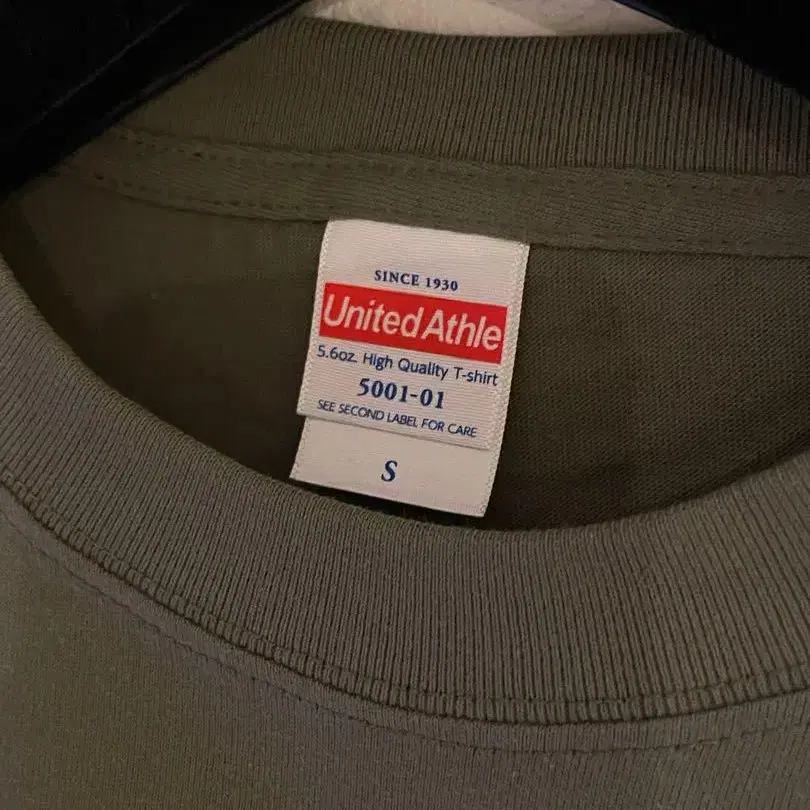 SINCE 1930
United Athle
5.6oz. High Quality T-shirt
5001-01
SEE SECOND LABEL FOR CARE
S